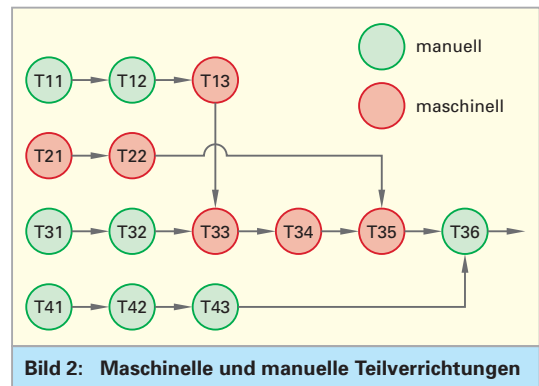 manuell
T11 T12 T13
maschinell
T21 T22
T31 T32 T33 T34 T35 T36
T41 T42 T43
Bild 2: Maschinelle und manuelle Teilverrichtungen